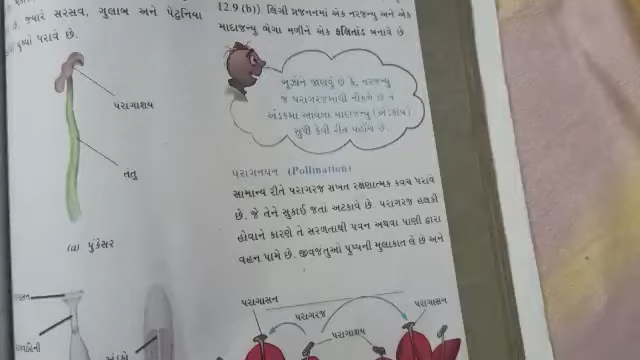 જ્યારે સરસવ, ગુલાબ અને પેટુનિયા
પુષ્પો ધરાવે છે.
પરાગાશય
તંતુ
(a) પુંકેસર
12.9 (b)) લિંગી પ્રજનનમાં એક નરજન્યુ અને એક
માદાજન્યુ ભેગા મળીને એક ફલિતાંડ બનાવે છે
બૂઝોને જાણવું છે કે, નરજન્યુ
જ પરાગરજમાંથી નીકળે છે તે
અંડકમાં આવેલા માદાજન્યુ (અંડકોષ)
સુધી કેવી રીતે પહોંચે છે.
પરાગનયન (Pollination)
સામાન્ય રીતે પરાગરજ સખત રક્ષણાત્મક કવચ ધરાવે
છે. જે તેને સુકાઈ જતાં અટકાવે છે. પરાગરજ હલકી
હોવાને કારણે તે સરળતાથી પવન અથવા પાણી દ્વારા
વહન પામે છે. જીવજંતુઓ પુષ્પની મુલાકાત લે છે અને
પરાગાસન
પરાગરજ
પરાગાશય
પરાગાસન